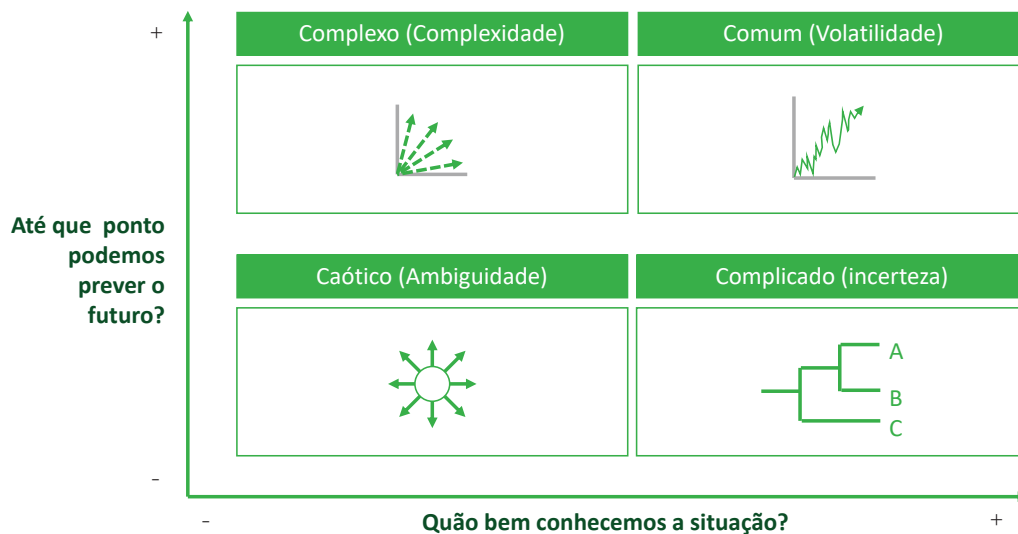 +
Complexo (Complexidade)
Comum (Volatilidade)
Até que ponto
podemos
prever o
futuro?
Caótico (Ambiguidade)
Complicado (incerteza)
A
B
C
-
-
Quão bem conhecemos a situação?
+